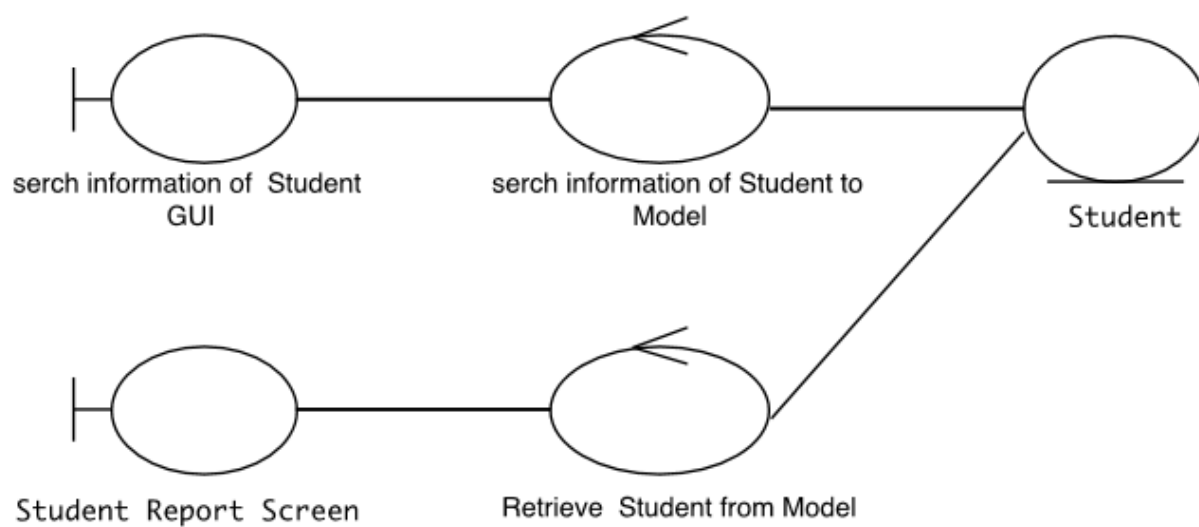 serch information of  Student
GUI
serch information of Student to
Model
Student
Student Report Screen
Retrieve  Student from Model